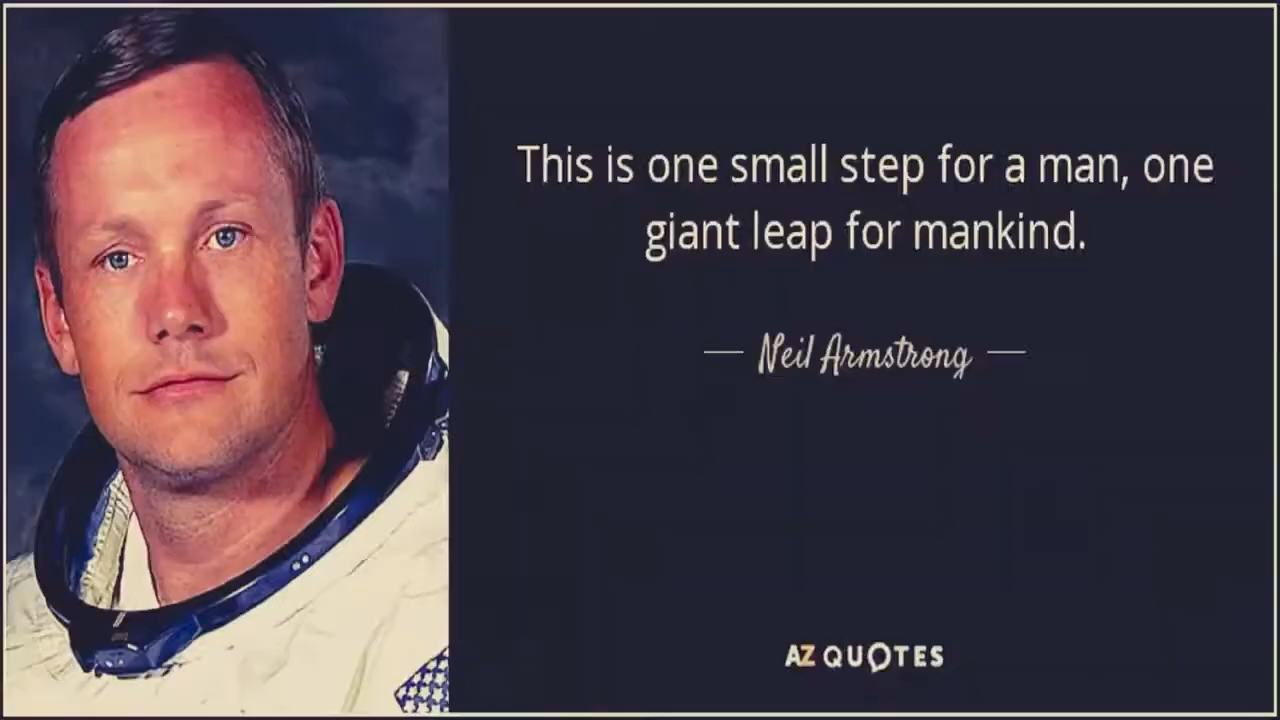 This is one small step for a man, one
giant leap for mankind.
— Neil Armstrong —
AZ QUOTES